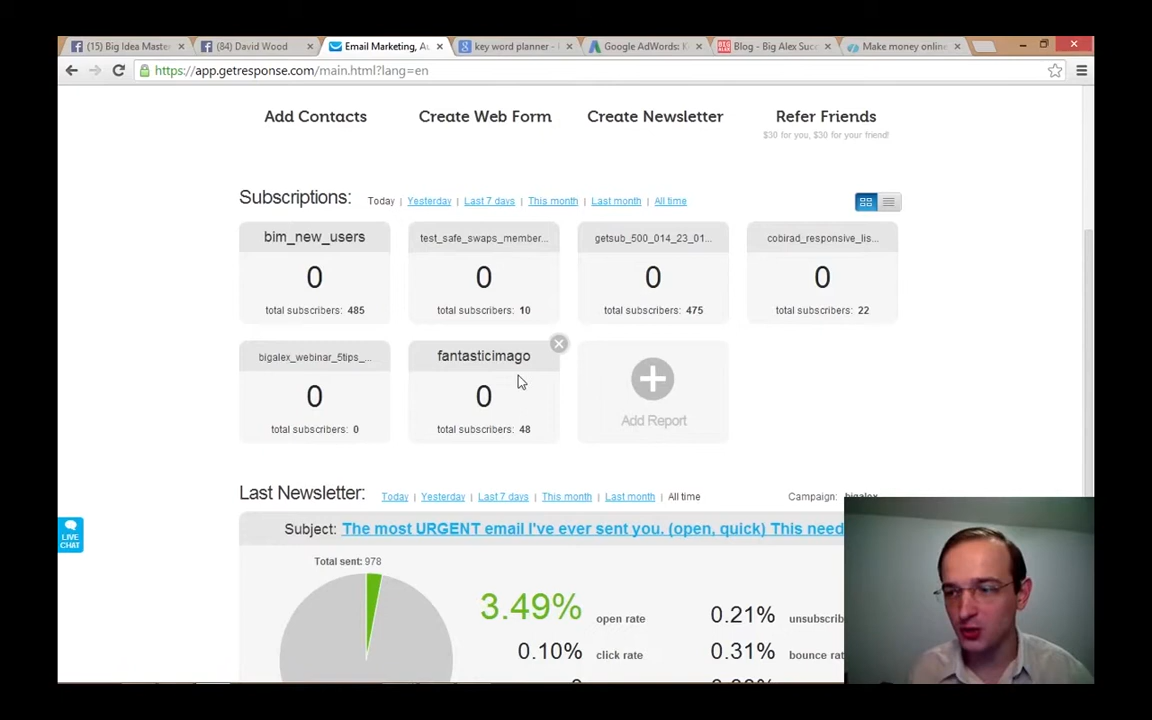 (15) Big Idea Master
(84) David Wood
Email Marketing, Au
key word planner -
Google AdWords: K
Blog - Big Alex Suc
Make money online
https://app.getresponse.com/main.html?lang=en
Add Contacts
Create Web Form
Create Newsletter
Refer Friends
$30 for you, $30 for your friend!
Subscriptions: Today | Yesterday | Last 7 days | This month | Last month | All time
bim_new_users
test_safe_swaps_member...
getsub_500_014_23_01...
cobirad_responsive_lis...
0
0
0
0
total subscribers: 485
total subscribers: 10
total subscribers: 475
total subscribers: 22
bigalex_webinar_5tips_...
fantasticimago
0
0
Add Report
total subscribers: 0
total subscribers: 48
Last Newsletter: Today | Yesterday | Last 7 days | This month | Last month | All time
Campaign: bigalex
LIVE
CHAT
Subject: The most URGENT email I've ever sent you. (open, quick) This need
Total sent: 978
3.49% open rate
0.21% unsubscrib
0.10% click rate
0.31% bounce rat